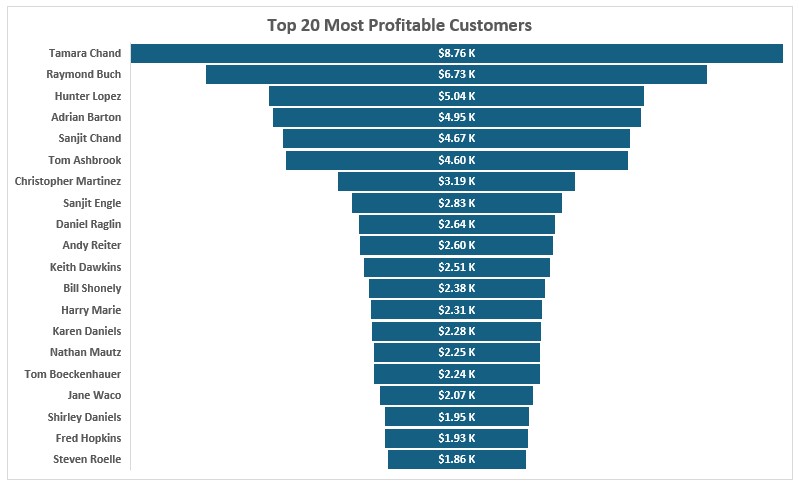 Top 20 Most Profitable Customers
Tamara Chand $8.76 K
Raymond Buch $6.73 K
Hunter Lopez $5.04 K
Adrian Barton $4.95 K
Sanjit Chand $4.67 K
Tom Ashbrook $4.60 K
Christopher Martinez $3.19 K
Sanjit Engle $2.83 K
Daniel Raglin $2.64 K
Andy Reiter $2.60 K
Keith Dawkins $2.51 K
Bill Shonely $2.38 K
Harry Marie $2.31 K
Karen Daniels $2.28 K
Nathan Mautz $2.25 K
Tom Boeckenhauer $2.24 K
Jane Waco $2.07 K
Shirley Daniels $1.95 K
Fred Hopkins $1.93 K
Steven Roelle $1.86 K